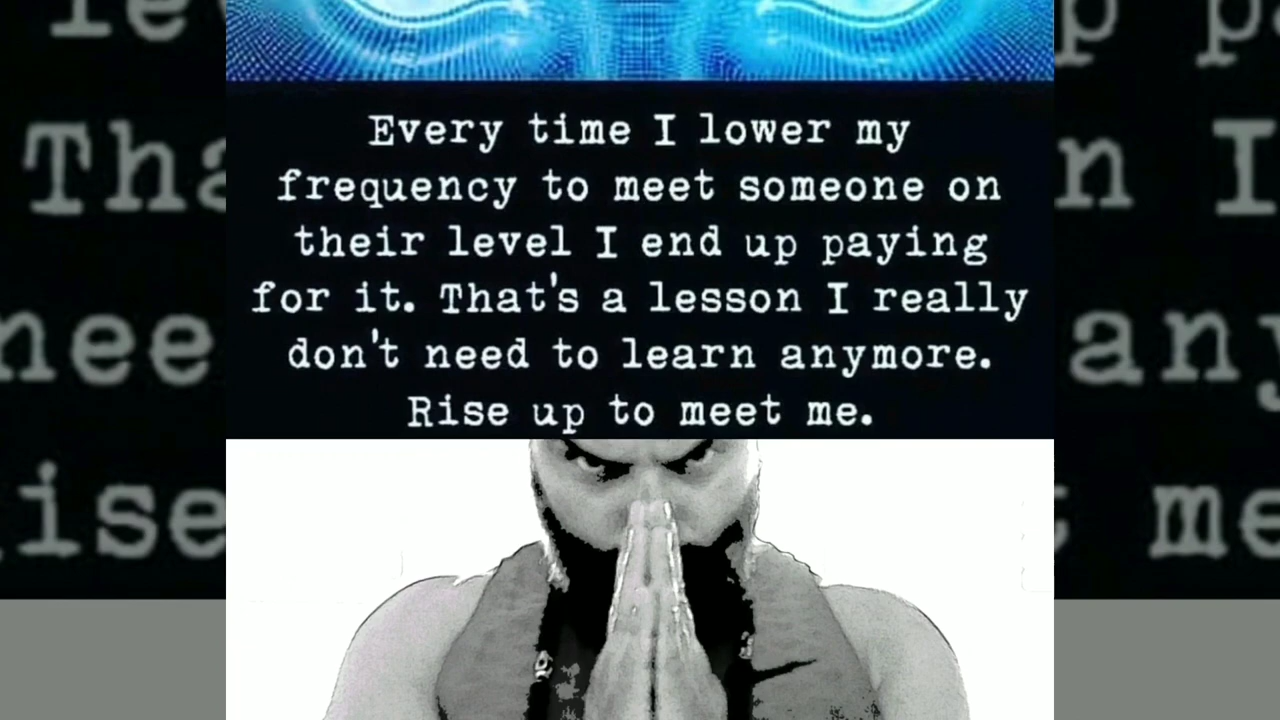 Every time I lower my
frequency to meet someone on
their level I end up paying
for it. That's a lesson I really
don't need to learn anymore.
Rise up to meet me.